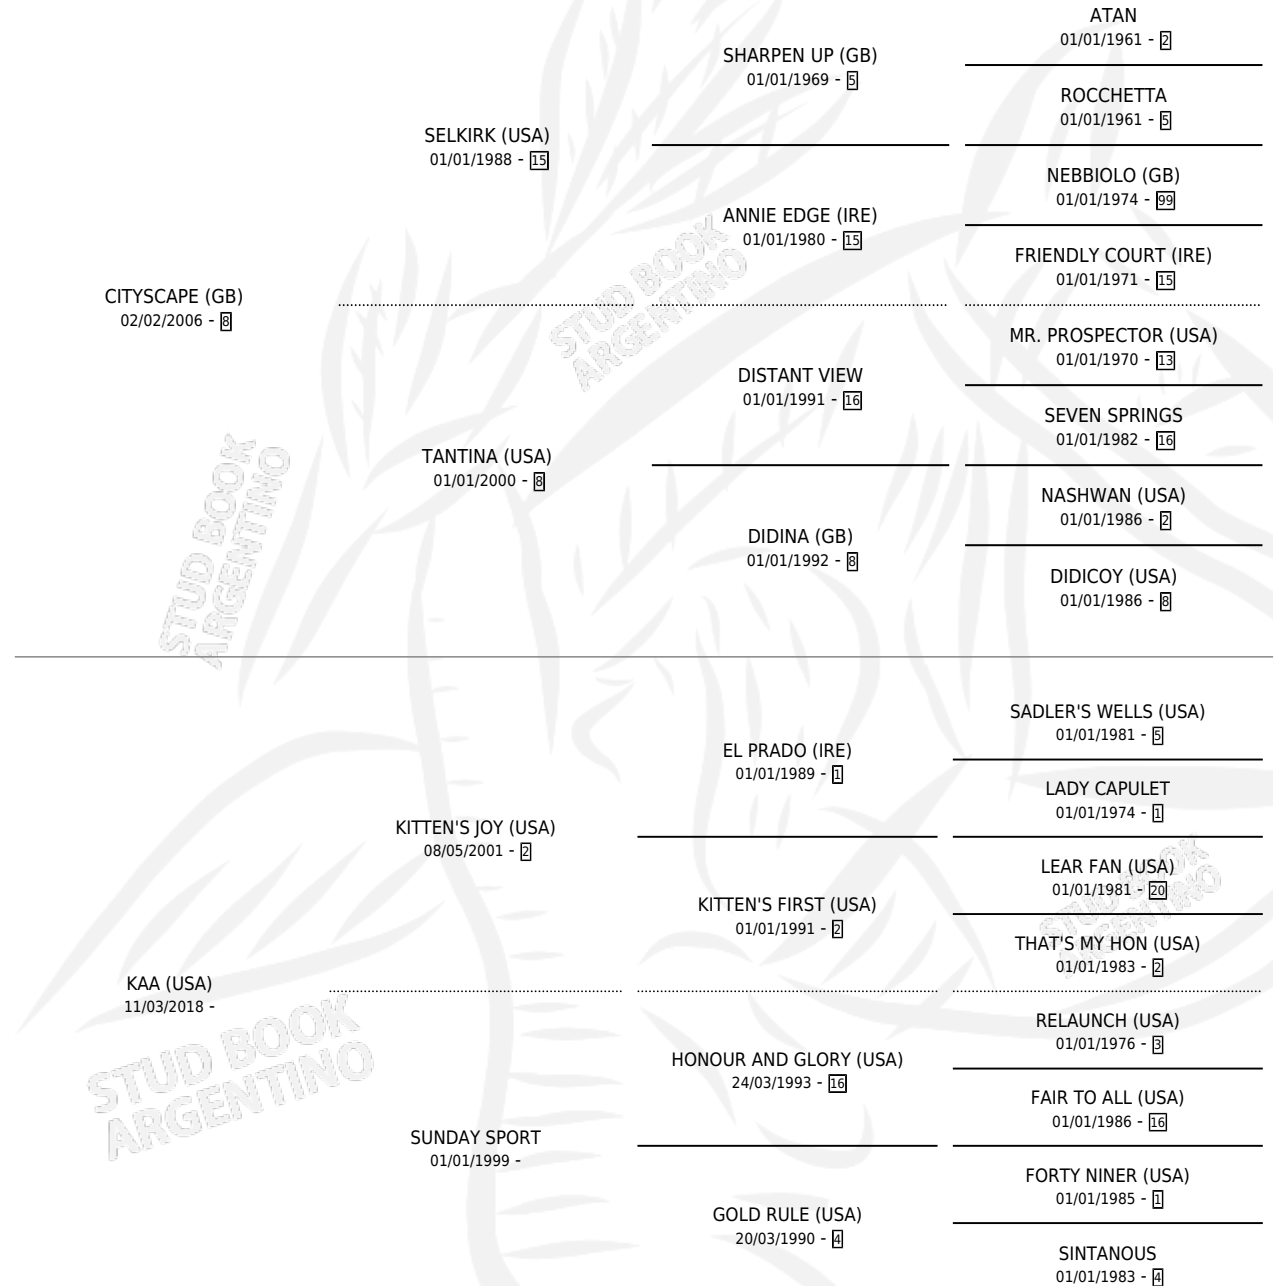 ATAN
01/01/1961 - 2
SHARPEN UP (GB)
01/01/1969 - 5
ROCCHETTA
01/01/1961 - 5
SELKIRK (USA)
01/01/1988 - 15
NEBBIOLO (GB)
01/01/1974 - 99
ANNIE EDGE (IRE)
01/01/1980 - 15
FRIENDLY COURT (IRE)
01/01/1971 - 15
CITYSCAPE (GB)
02/02/2006 - 8
MR. PROSPECTOR (USA)
01/01/1970 - 13
DISTANT VIEW
01/01/1991 - 16
SEVEN SPRINGS
01/01/1982 - 16
TANTINA (USA)
01/01/2000 - 8
NASHWAN (USA)
01/01/1986 - 2
DIDINA (GB)
01/01/1992 - 8
DIDICOY (USA)
01/01/1986 - 8
SADLER'S WELLS (USA)
01/01/1981 - 5
EL PRADO (IRE)
01/01/1989 - 1
LADY CAPULET
01/01/1974 - 1
KITTEN'S JOY (USA)
08/05/2001 - 2
LEAR FAN (USA)
01/01/1981 - 20
KITTEN'S FIRST (USA)
01/01/1991 - 2
THAT'S MY HON (USA)
01/01/1983 - 2
KAA (USA)
11/03/2018 -
RELAUNCH (USA)
01/01/1976 - 3
HONOUR AND GLORY (USA)
24/03/1993 - 16
FAIR TO ALL (USA)
01/01/1986 - 16
SUNDAY SPORT
01/01/1999 -
FORTY NINER (USA)
01/01/1985 - 1
GOLD RULE (USA)
20/03/1990 - 4
SINTANOUS
01/01/1983 - 4
STUD BOOK
ARGENTINO
STUD BOOK
ARGENTINO
STUD BOOK
ARGENTINO
STUD BOOK
ARGENTINO